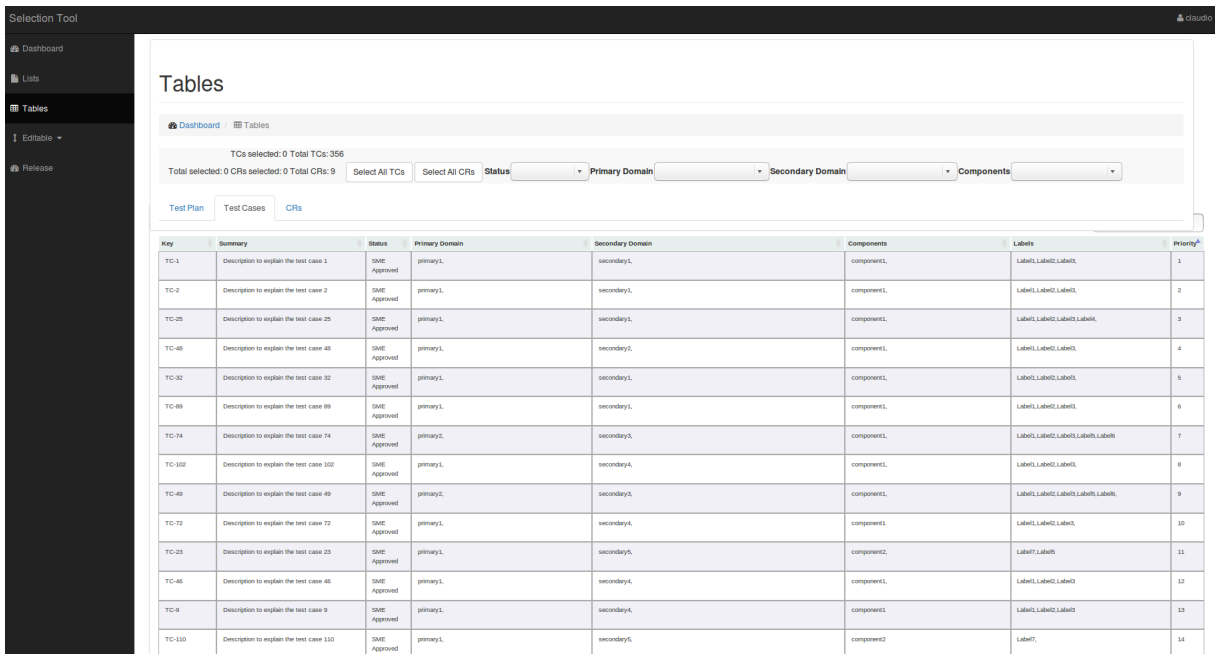 Selection Tool
claudio
Dashboard
Lists
Tables
Editable
Release
Tables
Dashboard / Tables
TCs selected: 0 Total TCs: 356
Total selected: 0 CRs selected: 0 Total CRs: 9 Select All TCs Select All CRs Status Primary Domain Secondary Domain Components
Test Plan Test Cases CRs
Key Summary Status Primary Domain Secondary Domain Components Labels Priority
TC-1 Description to explain the test case 1 SME Approved primary1, secondary1, component1, Label1,Label2,Label3, 1
TC-2 Description to explain the test case 2 SME Approved primary1, secondary1, component1, Label1,Label2,Label3, 2
TC-25 Description to explain the test case 25 SME Approved primary1, secondary1, component1, Label1,Label2,Label3,Label4, 3
TC-48 Description to explain the test case 48 SME Approved primary1, secondary2, component1, Label1,Label2,Label3, 4
TC-32 Description to explain the test case 32 SME Approved primary1, secondary1, component1, Label1,Label2,Label3, 5
TC-89 Description to explain the test case 89 SME Approved primary1, secondary1, component1, Label1,Label2,Label3, 6
TC-74 Description to explain the test case 74 SME Approved primary2, secondary3, component1, Label1,Label2,Label3,Label5,Label6 7
TC-102 Description to explain the test case 102 SME Approved primary1, secondary4, component1, Label1,Label2,Label3, 8
TC-49 Description to explain the test case 49 SME Approved primary2, secondary3, component1, Label1,Label2,Label3,Label5,Label6, 9
TC-72 Description to explain the test case 72 SME Approved primary1, secondary4, component1 Label1,Label2,Labe3, 10
TC-23 Description to explain the test case 23 SME Approved primary1, secondary5, component2, Label7,Label5 11
TC-46 Description to explain the test case 46 SME Approved primary1, secondary4, component1, Label1,Label2,Label3 12
TC-9 Description to explain the test case 9 SME Approved primary1, secondary4, component1 Label1,Label2,Label3 13
TC-110 Description to explain the test case 110 SME Approved primary1, secondary5, component2 Label7, 14